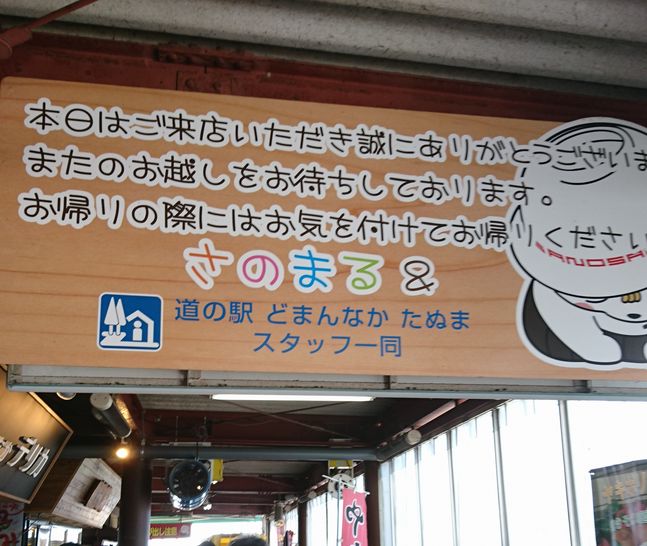 本日はご来店いただき誠にありがとうございま
またのお越しをお待ちしております。
お帰りの際にはお気を付けてお帰りください
さのまる &
道の駅 どまんなか たぬま
スタッフ一同